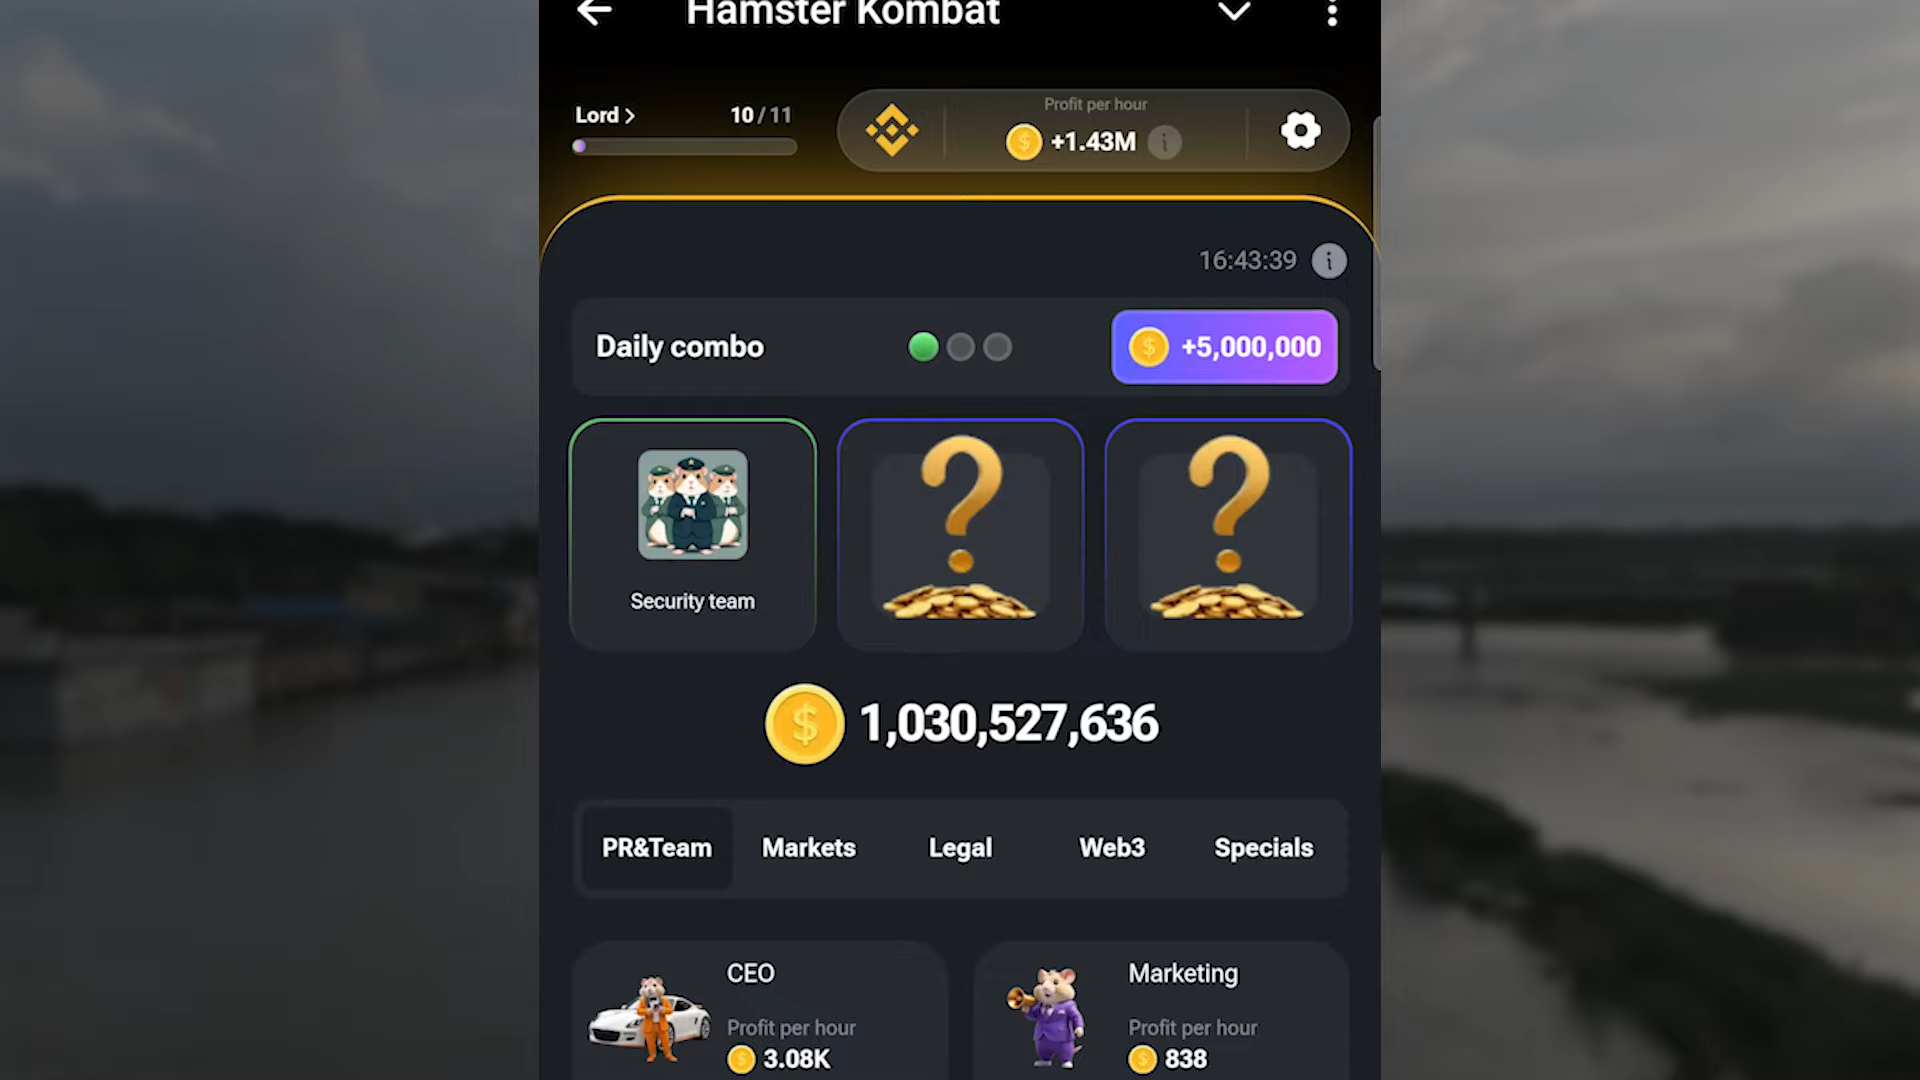 Hamster Kombat
Lord >
10/11
Profit per hour
+1.43M
16:43:39
Daily combo
+5,000,000
Security team
1,030,527,636
PR&Team
Markets
Legal
Web3
Specials
CEO
Profit per hour
3.08K
Marketing
Profit per hour
838